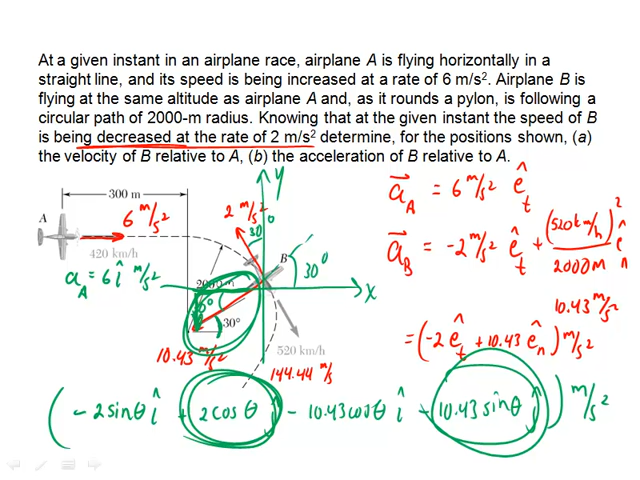 At a given instant in an airplane race, airplane A is flying horizontally in a
straight line, and its speed is being increased at a rate of 6 m/s². Airplane B is
flying at the same altitude as airplane A and, as it rounds a pylon, is following a
circular path of 2000-m radius. Knowing that at the given instant the speed of B
is being decreased at the rate of 2 m/s² determine, for the positions shown, (a)
the velocity of B relative to A, (b) the acceleration of B relative to A.
300 m
A
6 m/s²
420 km/h
a_A = 6 î m/s²
y
2 m/s²
30°
B
30°
x
30°
10.43 m/s²
520 km/h
144.44 m/s
a⃗_A = 6 m/s² ê_t
a⃗_B = -2 m/s² ê_t + (520 km/h)² / 2000 m ê_n
10.43 m/s²
= (-2 ê_t + 10.43 ê_n) m/s²
(-2 sinθ î + 2 cos θ ĵ - 10.43 cosθ î - 10.43 sinθ ĵ) m/s²